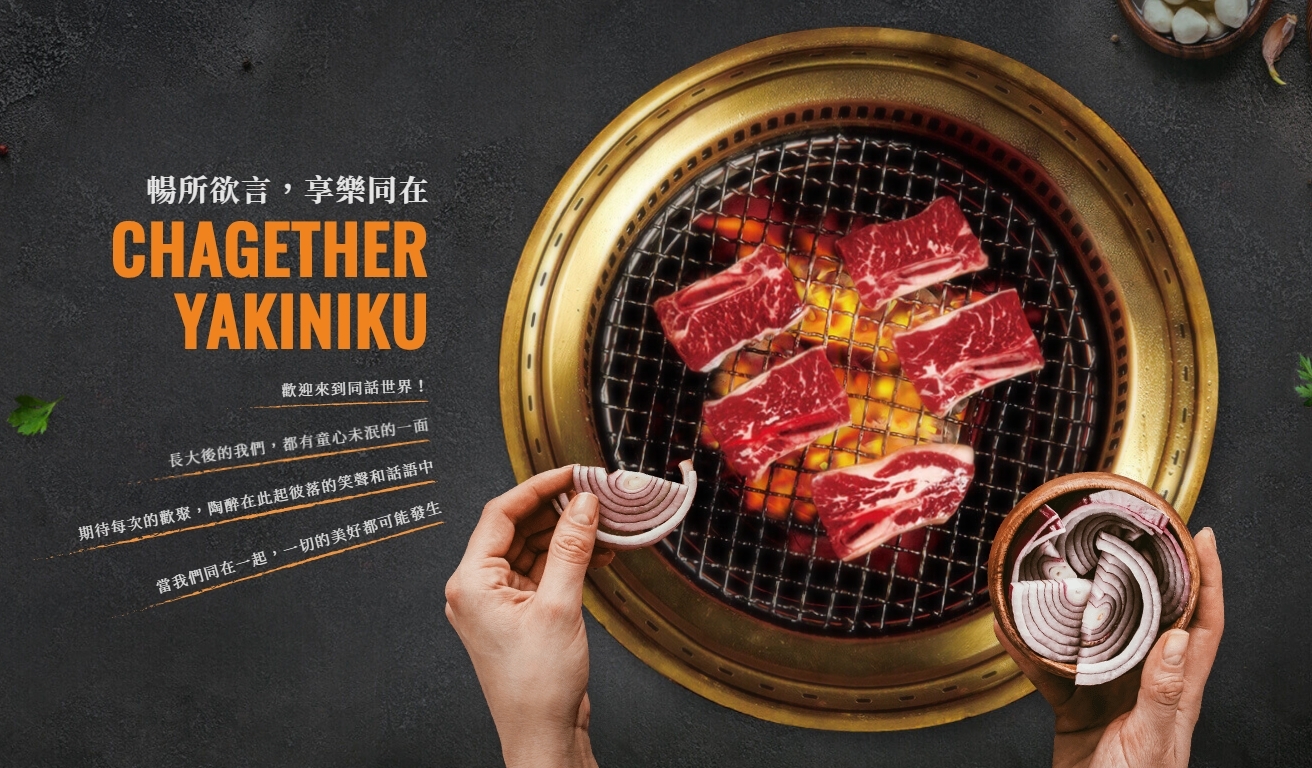 暢所欲言，享樂同在
CHAGETHER
YAKINIKU
歡迎來到同話世界！
長大後的我們，都有童心未泯的一面
期待每次的歡聚，陶醉在此起彼落的笑聲和話語中
當我們同在一起，一切的美好都可能發生